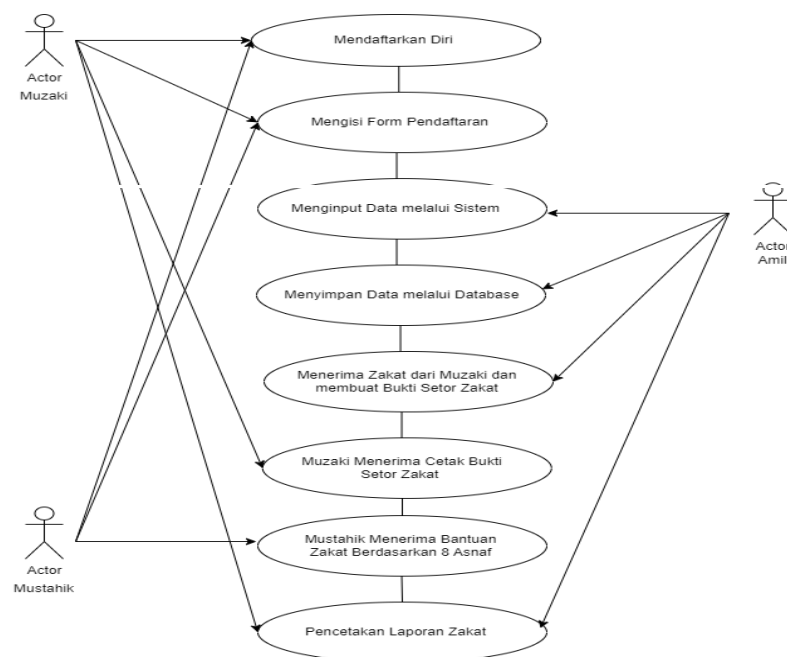 Mendaftarkan Diri
Actor
Muzaki
Mengisi Form Pendaftaran
Menginput Data melalui Sistem
Actor
Amil
Menyimpan Data melalui Database
Menerima Zakat dari Muzaki dan
membuat Bukti Setor Zakat
Muzaki Menerima Cetak Bukti
Setor Zakat
Mustahik Menerima Bantuan
Zakat Berdasarkan 8 Asnaf
Actor
Mustahik
Pencetakan Laporan Zakat